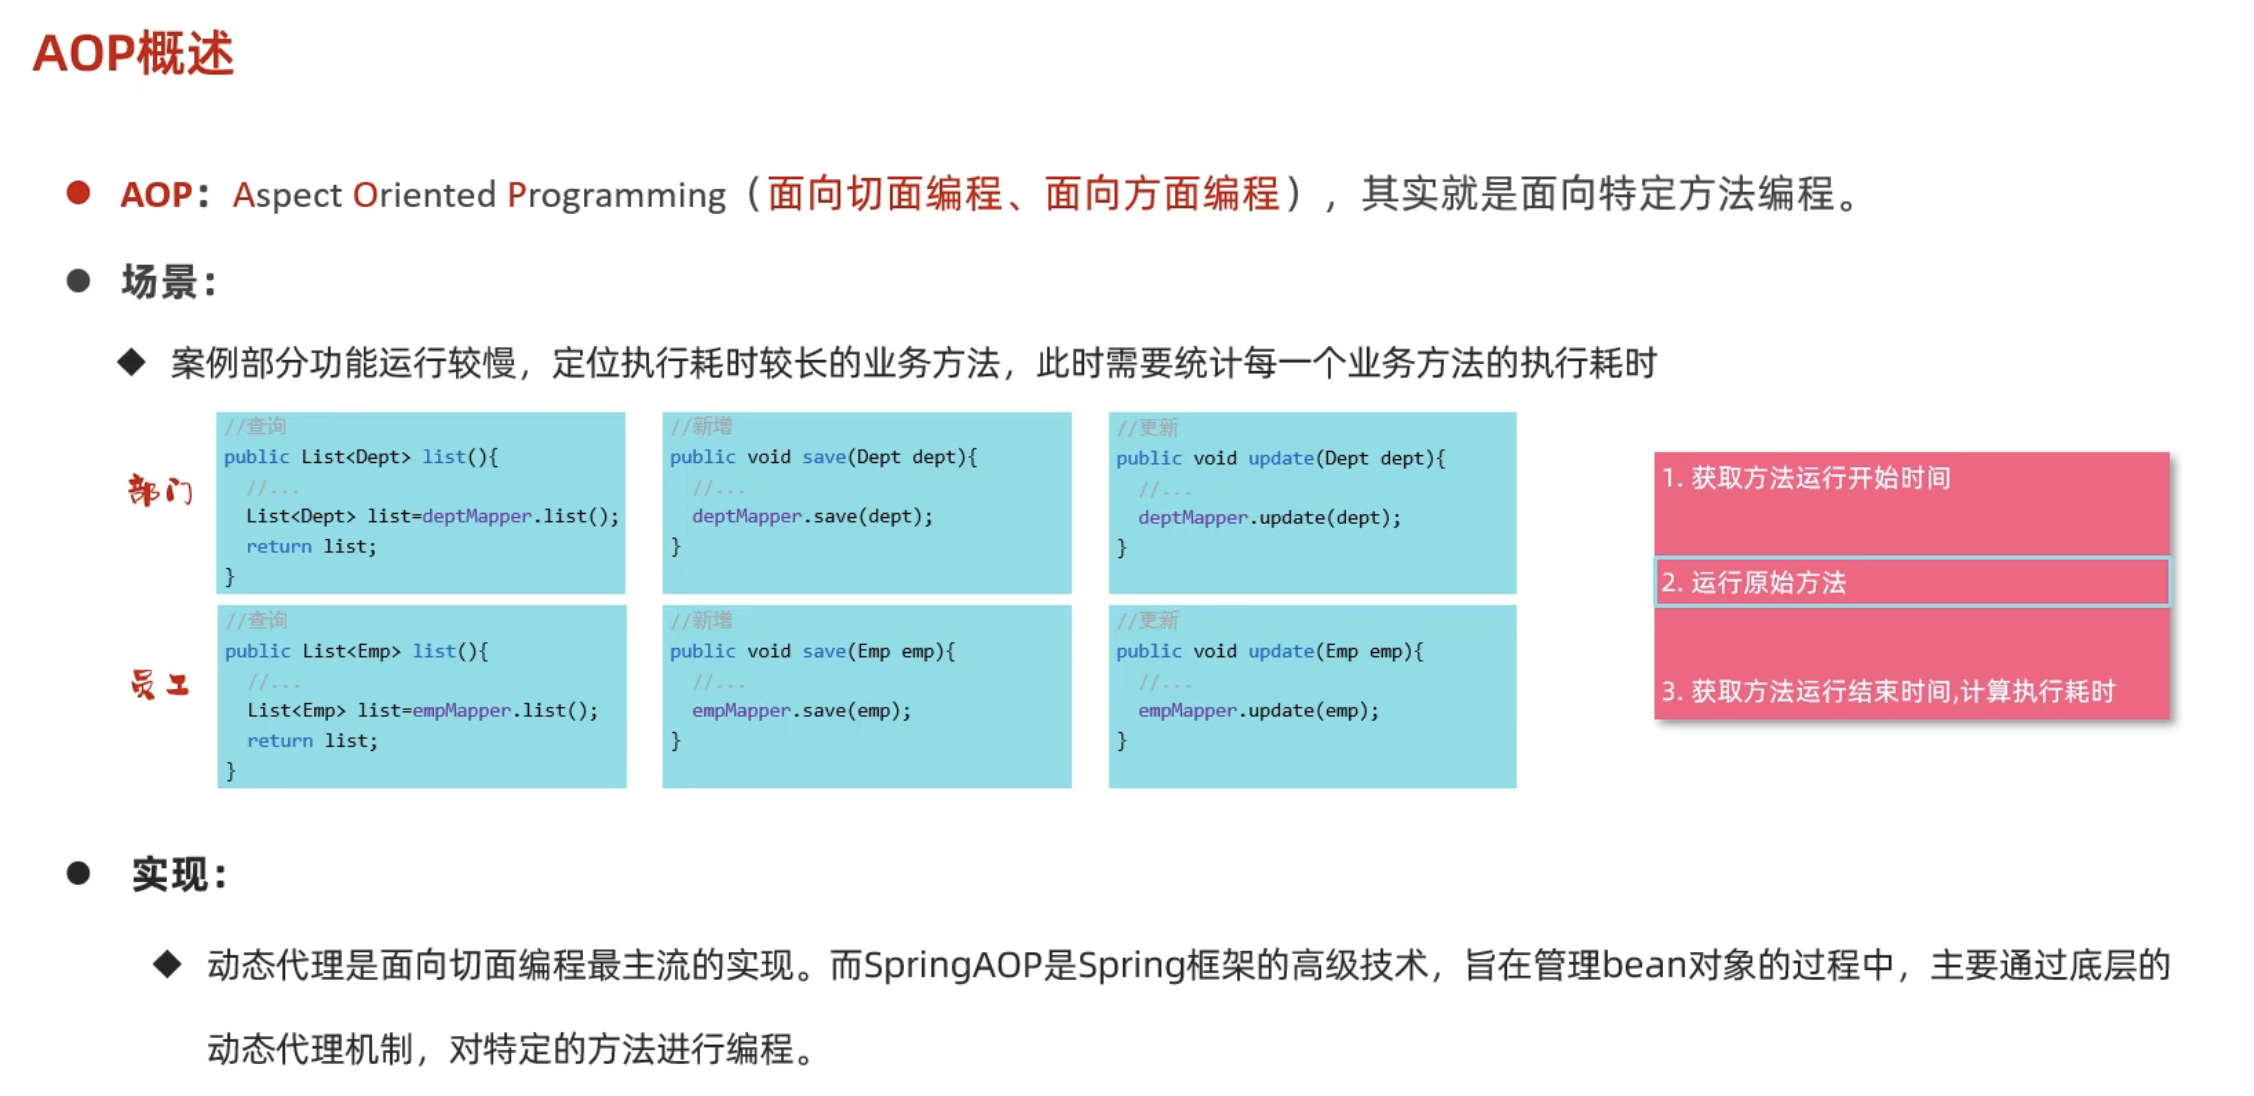 AOP概述
AOP：Aspect Oriented Programming（面向切面编程、面向方面编程），其实就是面向特定方法编程。
场景：
案例部分功能运行较慢，定位执行耗时较长的业务方法，此时需要统计每一个业务方法的执行耗时
部门
//查询
public List<Dept> list(){
//...
List<Dept> list=deptMapper.list();
return list;
}
//新增
public void save(Dept dept){
//...
deptMapper.save(dept);
}
//更新
public void update(Dept dept){
//...
deptMapper.update(dept);
}
员工
//查询
public List<Emp> list(){
//...
List<Emp> list=empMapper.list();
return list;
}
//新增
public void save(Emp emp){
//...
empMapper.save(emp);
}
//更新
public void update(Emp emp){
//...
empMapper.update(emp);
}
1. 获取方法运行开始时间
2. 运行原始方法
3. 获取方法运行结束时间,计算执行耗时
实现：
动态代理是面向切面编程最主流的实现。而SpringAOP是Spring框架的高级技术，旨在管理bean对象的过程中，主要通过底层的
动态代理机制，对特定的方法进行编程。